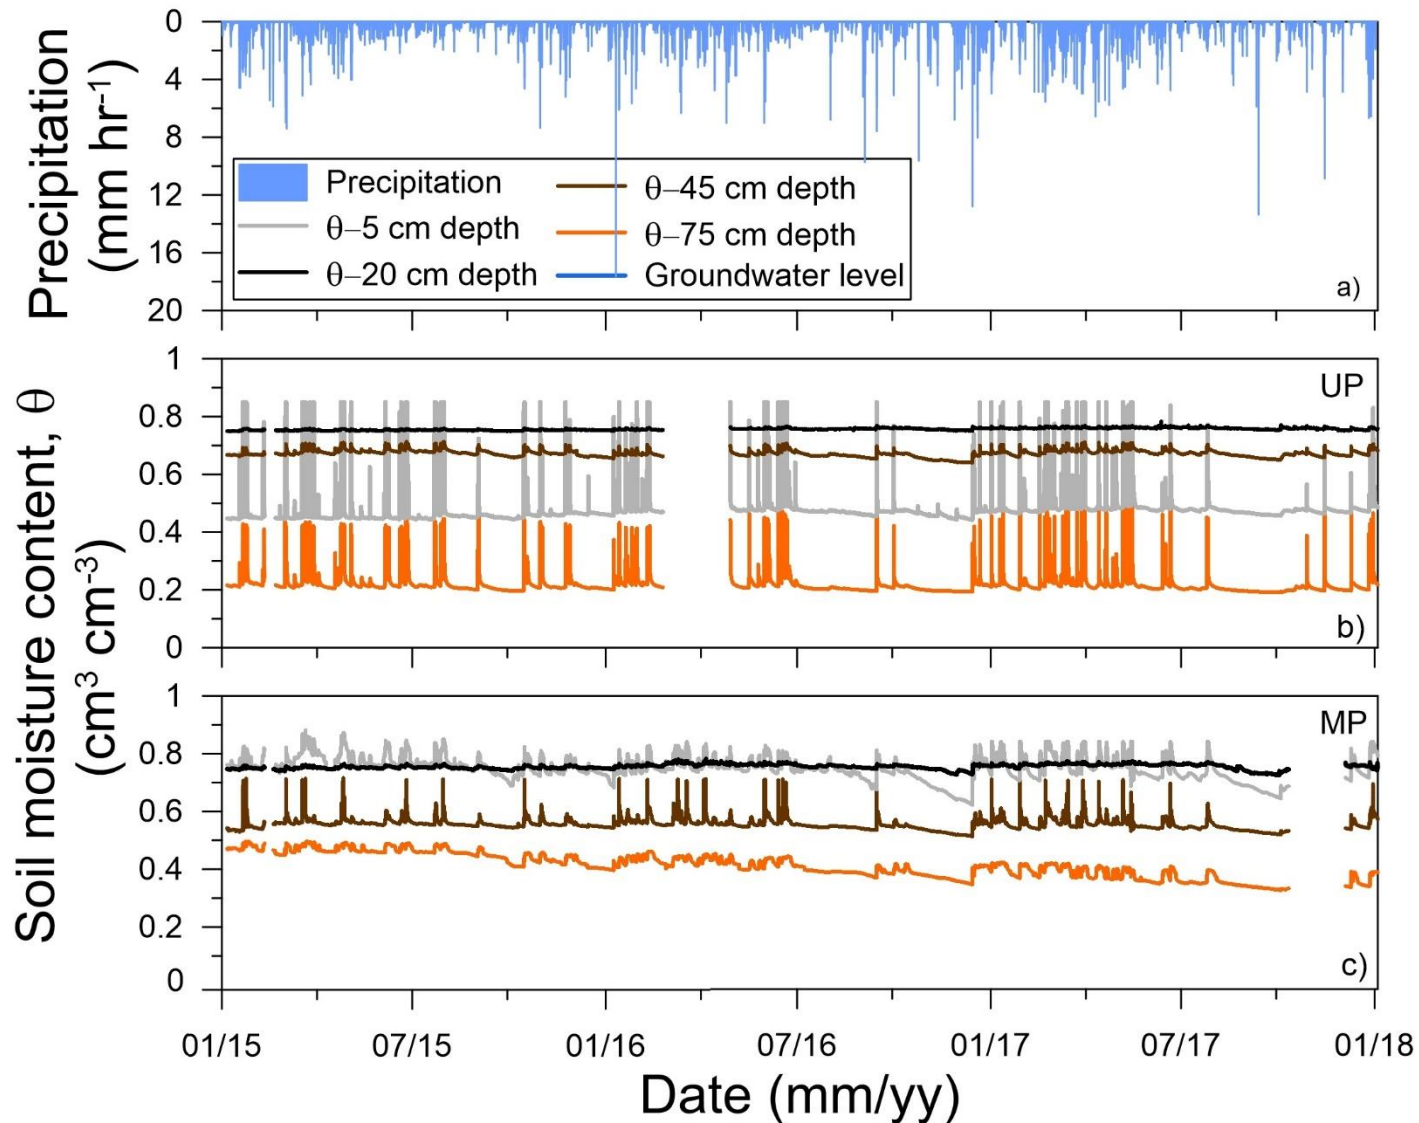 Precipitation
(mm hr-1)
0
4
8
12
16
20
Precipitation
θ–5 cm depth
θ–20 cm depth
θ–45 cm depth
θ–75 cm depth
Groundwater level
a)
Soil moisture content, θ
(cm3 cm-3)
1
0.8
0.6
0.4
0.2
0
UP
b)
1
0.8
0.6
0.4
0.2
0
MP
c)
01/15 07/15 01/16 07/16 01/17 07/17 01/18
Date (mm/yy)